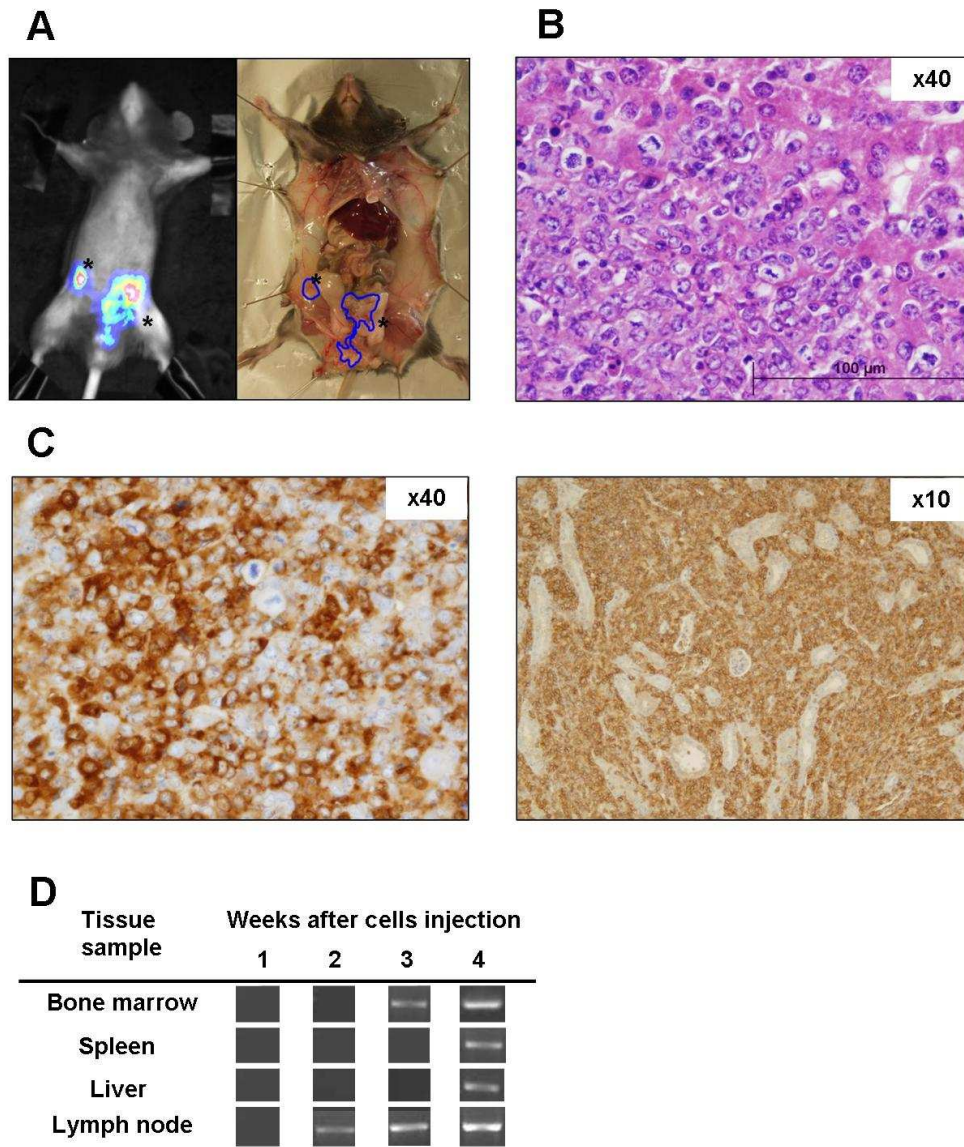 A
B
*
*
*
*
x40
100 µm
C
x40
x10
D
Tissue sample
Weeks after cells injection
1 2 3 4
Bone marrow
Spleen
Liver
Lymph node